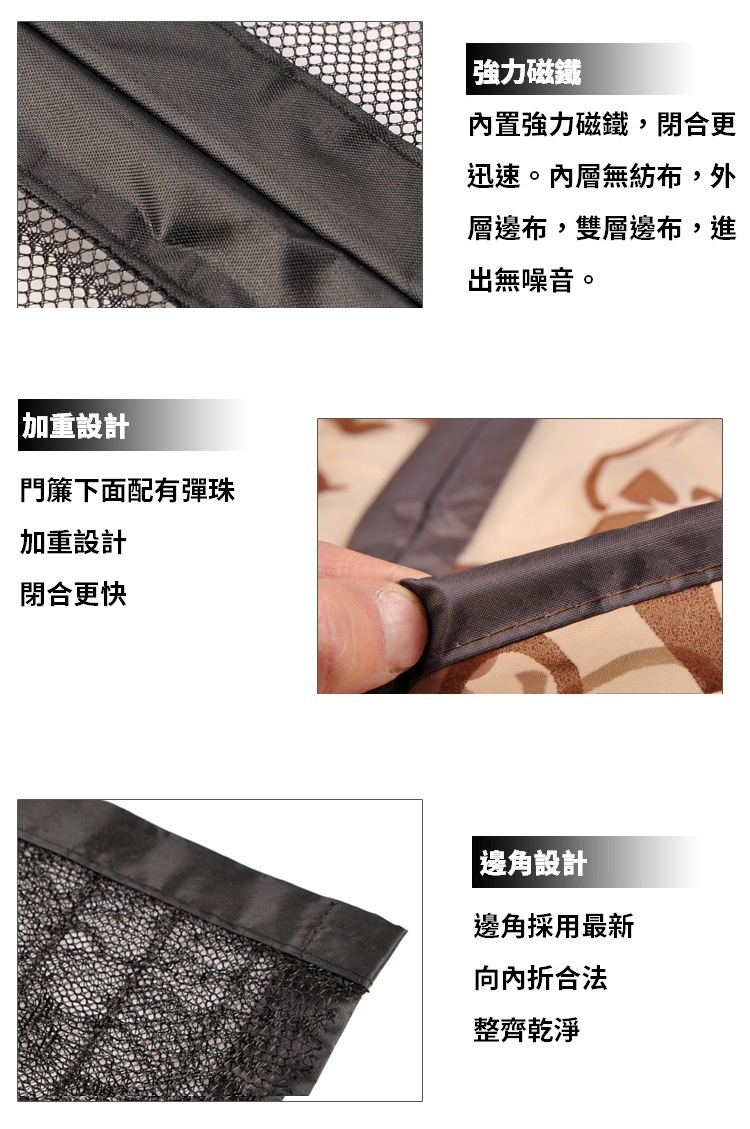 強力磁鐵
內置強力磁鐵，閉合更
迅速。內層無紡布，外
層邊布，雙層邊布，進
出無噪音。
加重設計
門簾下面配有彈珠
加重設計
閉合更快
邊角設計
邊角採用最新
向內折合法
整齊乾淨